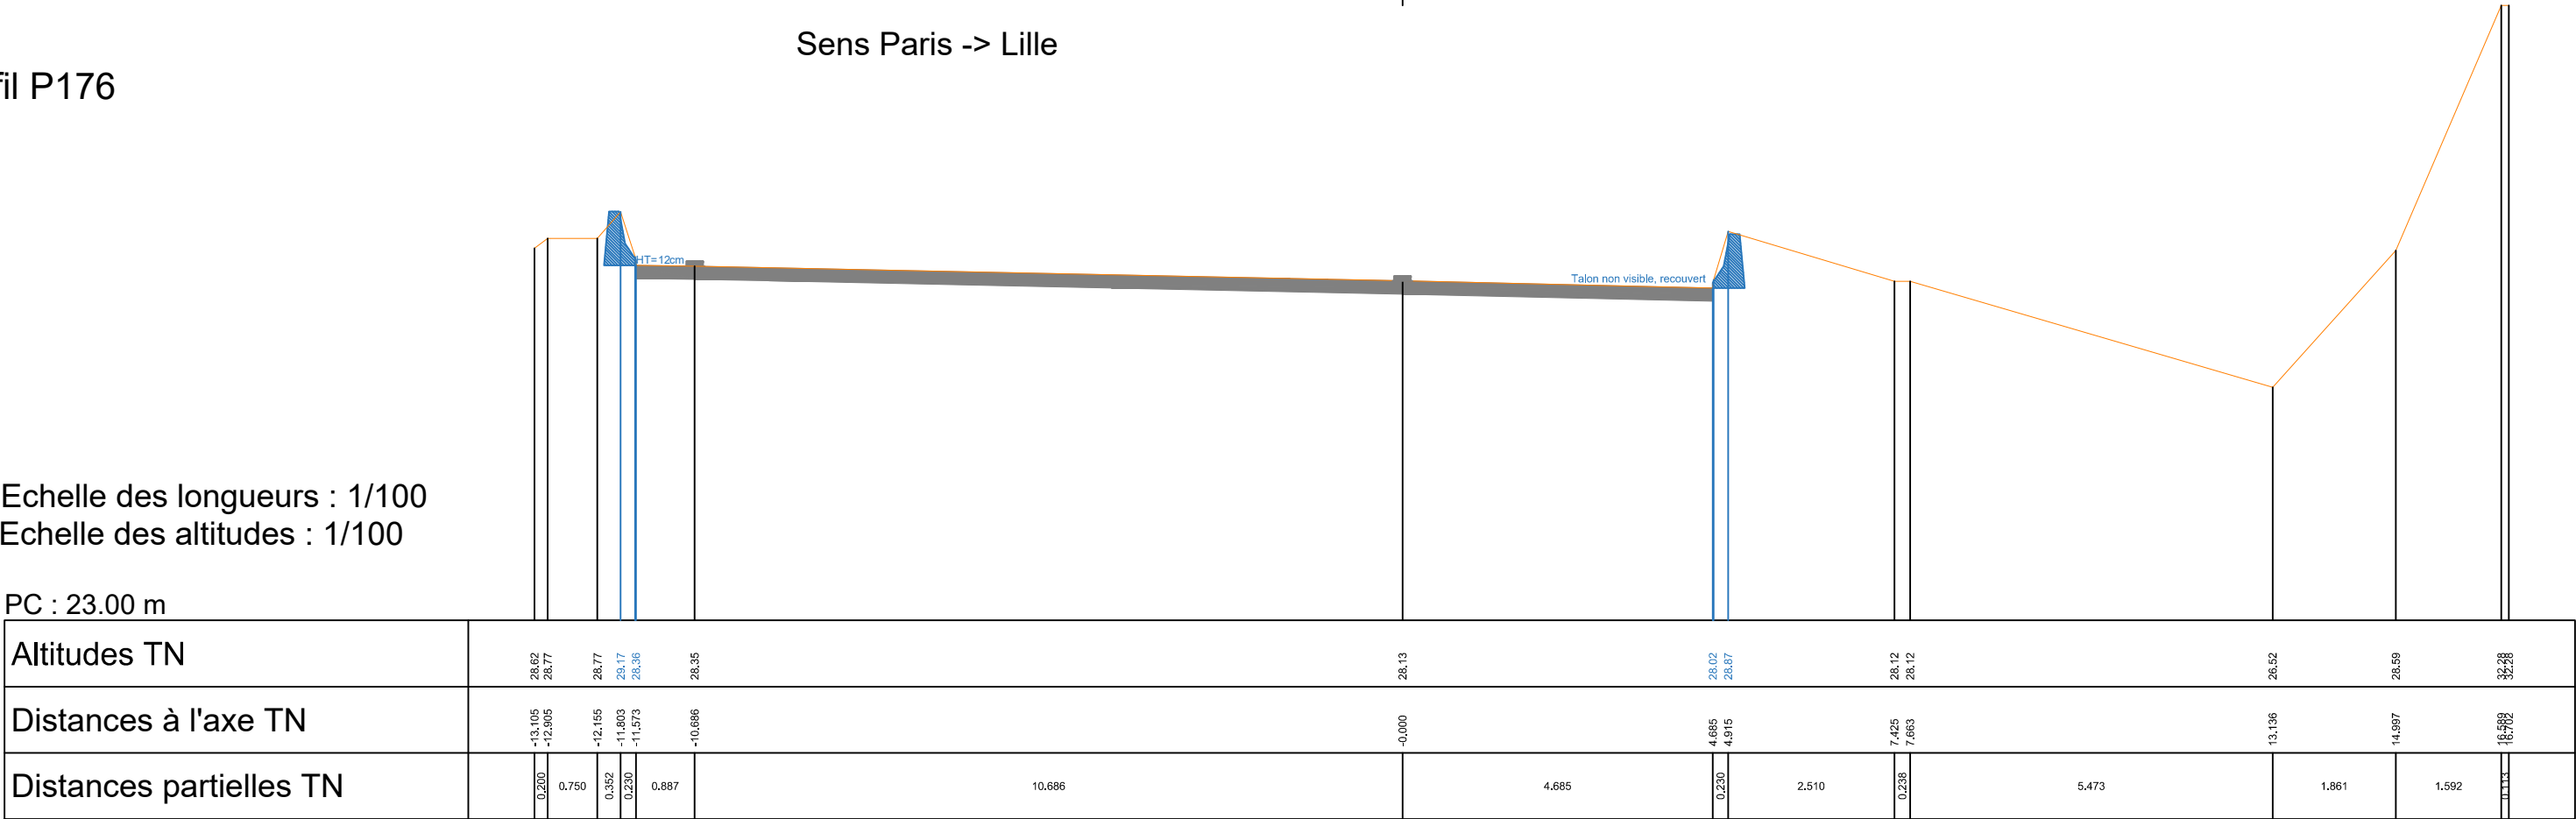 Sens Paris -> Lille
fil P176
HT=12cm
Talon non visible, recouvert
Echelle des longueurs : 1/100
Echelle des altitudes : 1/100
PC : 23.00 m
Altitudes TN 28.62 28.77 28.77 29.17 28.36 28.35 28.13 28.02 28.87 28.12 28.12 26.52 28.59 32.28 32.28
Distances à l'axe TN -13.105 -12.905 -12.155 -11.803 -11.573 -10.686 -0.000 4.685 4.915 7.425 7.663 13.136 14.997 16.589 16.702
Distances partielles TN 0.200 0.750 0.352 0.230 0.887 10.686 4.685 0.230 2.510 0.238 5.473 1.861 1.592 0.113